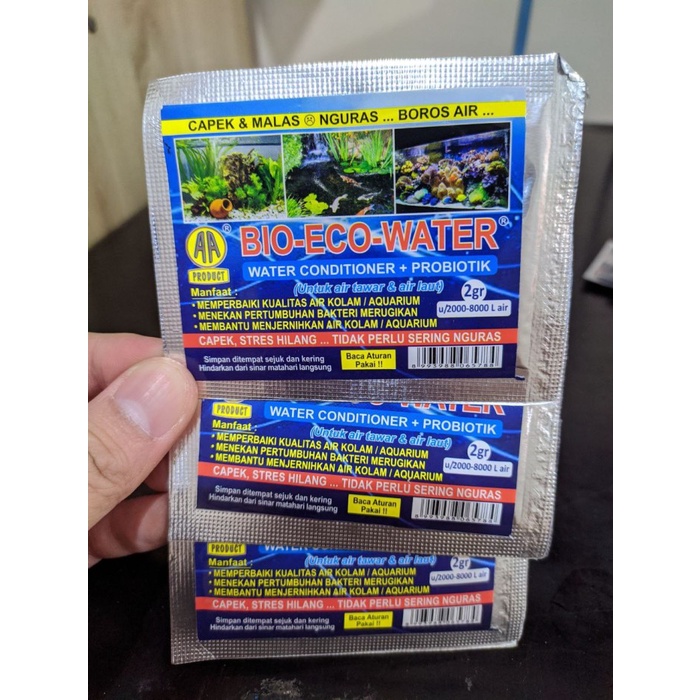 CAPEK & MALAS ☹ NGURAS ... BOROS AIR ...
AA ®
PRODUCT
BIO-ECO-WATER ®
WATER CONDITIONER + PROBIOTIK
(Untuk air tawar & air laut)
Manfaat :
• MEMPERBAIKI KUALITAS AIR KOLAM / AQUARIUM
• MENEKAN PERTUMBUHAN BAKTERI MERUGIKAN
• MEMBANTU MENJERNIHKAN AIR KOLAM / AQUARIUM
2gr
u/2000-8000 L air
CAPEK, STRES HILANG ... TIDAK PERLU SERING NGURAS
Simpan ditempat sejuk dan kering
Hindarkan dari sinar matahari langsung
Baca Aturan
Pakai !!
8 995988 065788
PRODUCT
WATER CONDITIONER + PROBIOTIK
(Untuk air tawar & air laut)
Manfaat :
• MEMPERBAIKI KUALITAS AIR KOLAM / AQUARIUM
• MENEKAN PERTUMBUHAN BAKTERI MERUGIKAN
• MEMBANTU MENJERNIHKAN AIR KOLAM / AQUARIUM
2gr
u/2000-8000 L air
CAPEK, STRES HILANG ... TIDAK PERLU SERING NGURAS
Simpan ditempat sejuk dan kering
Hindarkan dari sinar matahari langsung
Baca Aturan
Pakai !!
PRODUCT
(Untuk air tawar & air laut)
Manfaat :
• MEMPERBAIKI KUALITAS AIR KOLAM / AQUARIUM
• MENEKAN PERTUMBUHAN BAKTERI MERUGIKAN
• MEMBANTU MENJERNIHKAN AIR KOLAM / AQUARIUM
2gr
u/2000-8000 L air
CAPEK, STRES HILANG ... TIDAK PERLU SERING NGURAS
Simpan ditempat sejuk dan kering
Hindarkan dari sinar matahari langsung
Baca Aturan
Pakai !!